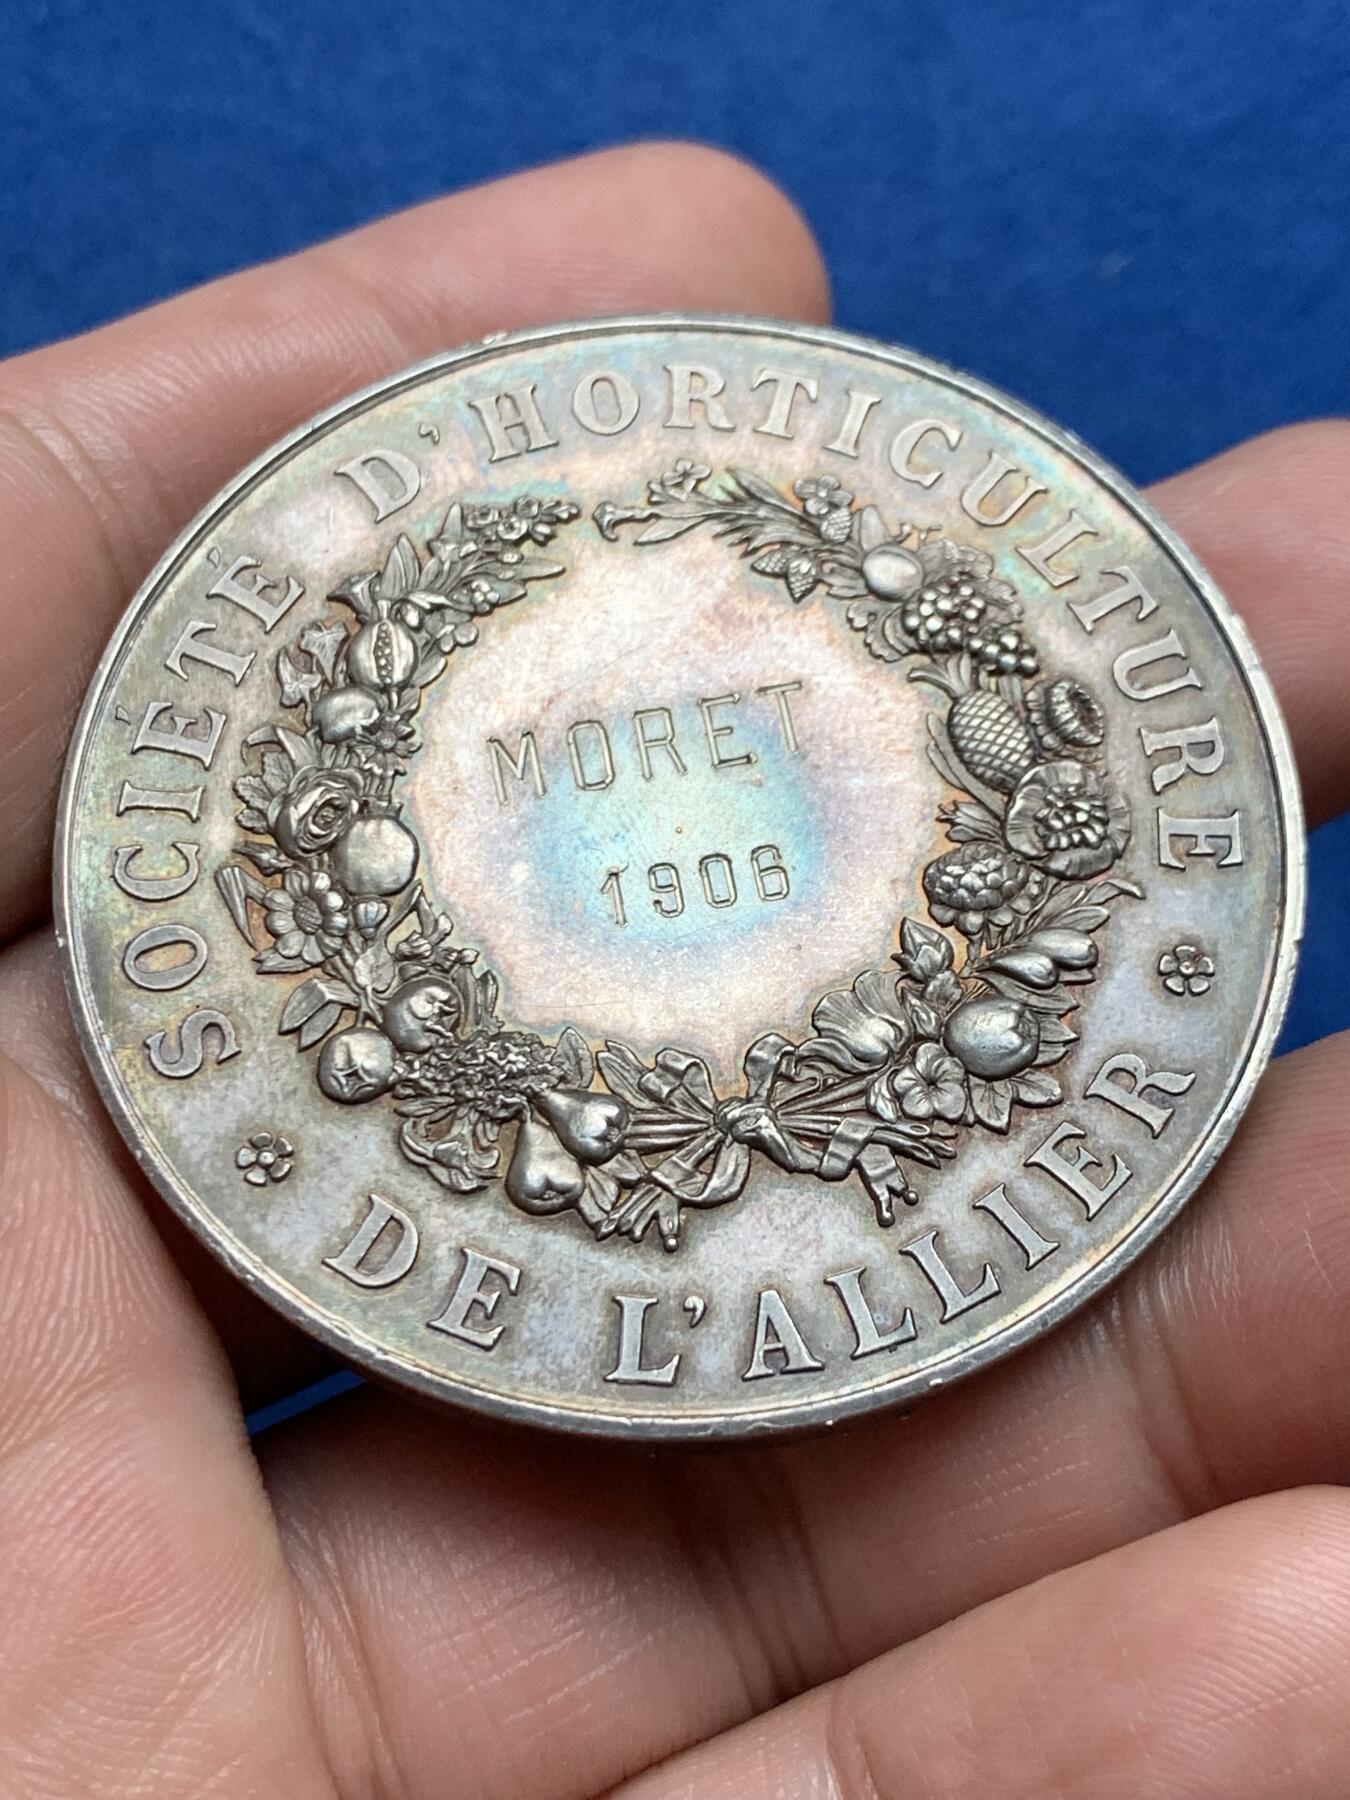 SOCIÉTÉ D'HORTICULTURE
DE L'ALLIER
MORET
1906